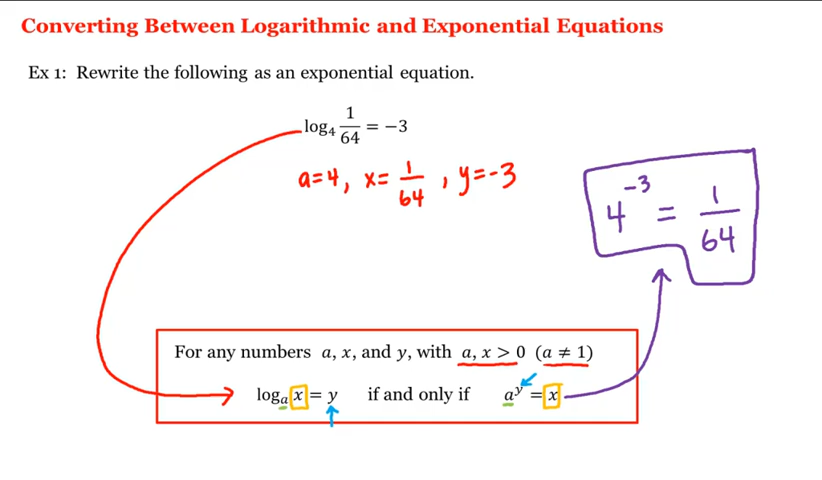 Converting Between Logarithmic and Exponential Equations
Ex 1: Rewrite the following as an exponential equation.
log₄ 1/64 = −3
a=4, x= 1/64 , y=-3
4⁻³ = 1/64
For any numbers a, x, and y, with a, x > 0 (a ≠ 1)
logₐ x = y if and only if aʸ = x